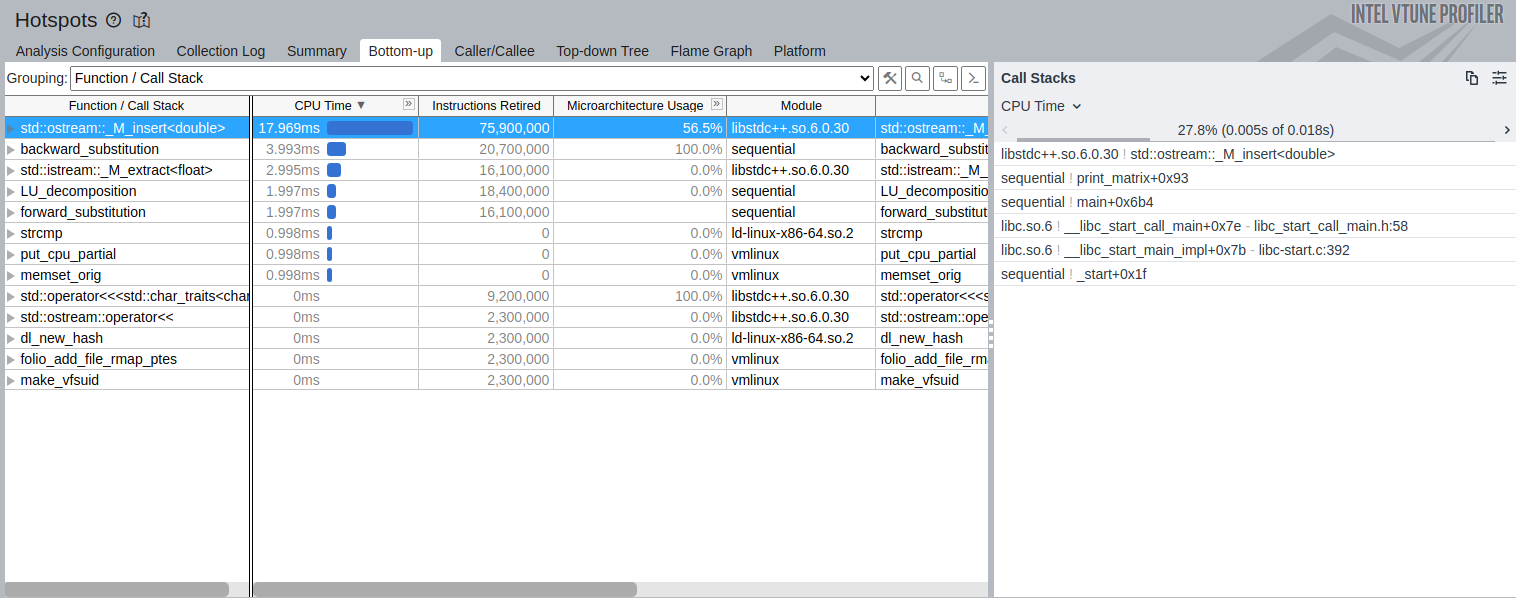 Hotspots
INTEL VTUNE PROFILER
Analysis Configuration Collection Log Summary Bottom-up Caller/Callee Top-down Tree Flame Graph Platform
Grouping: Function / Call Stack
Function / Call Stack CPU Time ▼ » Instructions Retired Microarchitecture Usage » Module
std::ostream::_M_insert<double> 17.969ms 75,900,000 56.5% libstdc++.so.6.0.30 std::ostream::_M_
backward_substitution 3.993ms 20,700,000 100.0% sequential backward_substit
std::istream::_M_extract<float> 2.995ms 16,100,000 0.0% libstdc++.so.6.0.30 std::istream::_M_
LU_decomposition 1.997ms 18,400,000 0.0% sequential LU_decompositio
forward_substitution 1.997ms 16,100,000 sequential forward_substitut
strcmp 0.998ms 0 0.0% ld-linux-x86-64.so.2 strcmp
put_cpu_partial 0.998ms 0 0.0% vmlinux put_cpu_partial
memset_orig 0.998ms 0 0.0% vmlinux memset_orig
std::operator<<<std::char_traits<char 0ms 9,200,000 100.0% libstdc++.so.6.0.30 std::operator<<<s
std::ostream::operator<< 0ms 2,300,000 0.0% libstdc++.so.6.0.30 std::ostream::ope
dl_new_hash 0ms 2,300,000 0.0% ld-linux-x86-64.so.2 dl_new_hash
folio_add_file_rmap_ptes 0ms 2,300,000 0.0% vmlinux folio_add_file_rm
make_vfsuid 0ms 2,300,000 0.0% vmlinux make_vfsuid
Call Stacks
CPU Time
27.8% (0.005s of 0.018s)
libstdc++.so.6.0.30 ! std::ostream::_M_insert<double>
sequential ! print_matrix+0x93
sequential ! main+0x6b4
libc.so.6 ! __libc_start_call_main+0x7e - libc_start_call_main.h:58
libc.so.6 ! __libc_start_main_impl+0x7b - libc-start.c:392
sequential ! _start+0x1f